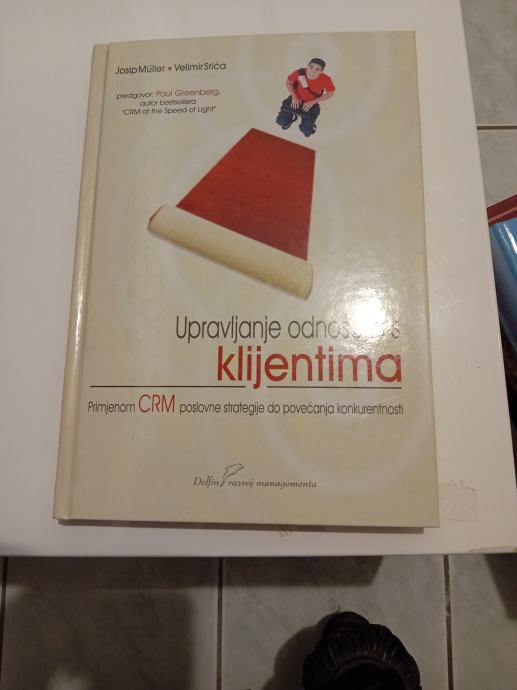 Josip Müller • Velimir Srića
predgovor: Paul Greenberg,
autor bestsellera
"CRM at the Speed of Light"
Upravljanje s
klijentima
Primjenom CRM poslovne strategije do povećanja konkurentnosti
Delfin razvoj managementa